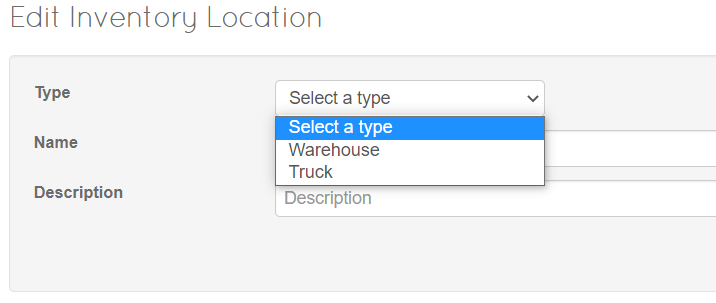 Edit Inventory Location
Type
Select a type
Select a type
Warehouse
Truck
Name
Description
Description